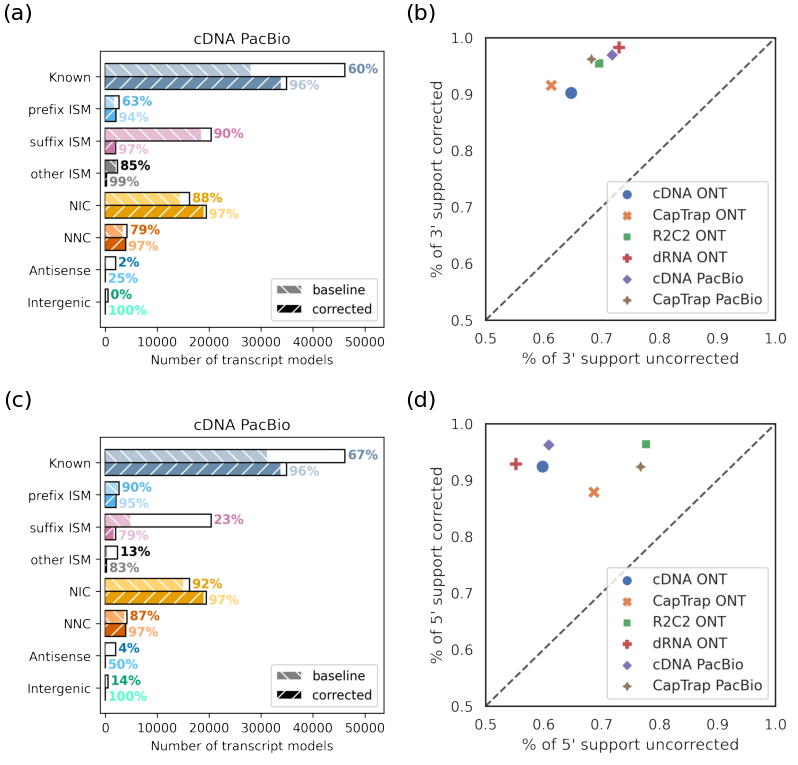 (a)
cDNA PacBio
Known
60%
96%
prefix ISM
63%
94%
suffix ISM
90%
97%
other ISM
85%
99%
NIC
88%
97%
NNC
79%
97%
Antisense
2%
25%
Intergenic
0%
100%
baseline
corrected
0 10000 20000 30000 40000 50000
Number of transcript models
(b)
% of 3' support corrected
1.0
0.9
0.8
0.7
0.6
0.5
cDNA ONT
CapTrap ONT
R2C2 ONT
dRNA ONT
cDNA PacBio
CapTrap PacBio
0.5 0.6 0.7 0.8 0.9 1.0
% of 3' support uncorrected
(c)
cDNA PacBio
Known
67%
96%
prefix ISM
90%
95%
suffix ISM
23%
79%
other ISM
13%
83%
NIC
92%
97%
NNC
87%
97%
Antisense
4%
50%
Intergenic
14%
100%
baseline
corrected
0 10000 20000 30000 40000 50000
Number of transcript models
(d)
% of 5' support corrected
1.0
0.9
0.8
0.7
0.6
0.5
cDNA ONT
CapTrap ONT
R2C2 ONT
dRNA ONT
cDNA PacBio
CapTrap PacBio
0.5 0.6 0.7 0.8 0.9 1.0
% of 5' support uncorrected